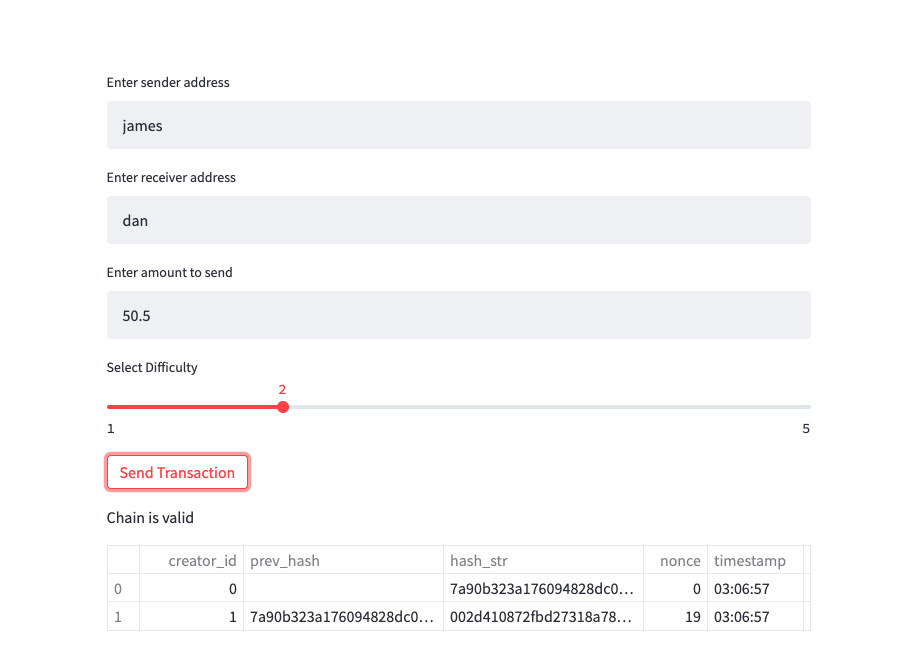 Enter sender address
james
Enter receiver address
dan
Enter amount to send
50.5
Select Difficulty
2
1 5
Send Transaction
Chain is valid
creator_id prev_hash hash_str nonce timestamp
0 0 7a90b323a176094828dc0… 0 03:06:57
1 1 7a90b323a176094828dc0… 002d410872fbd27318a78… 19 03:06:57